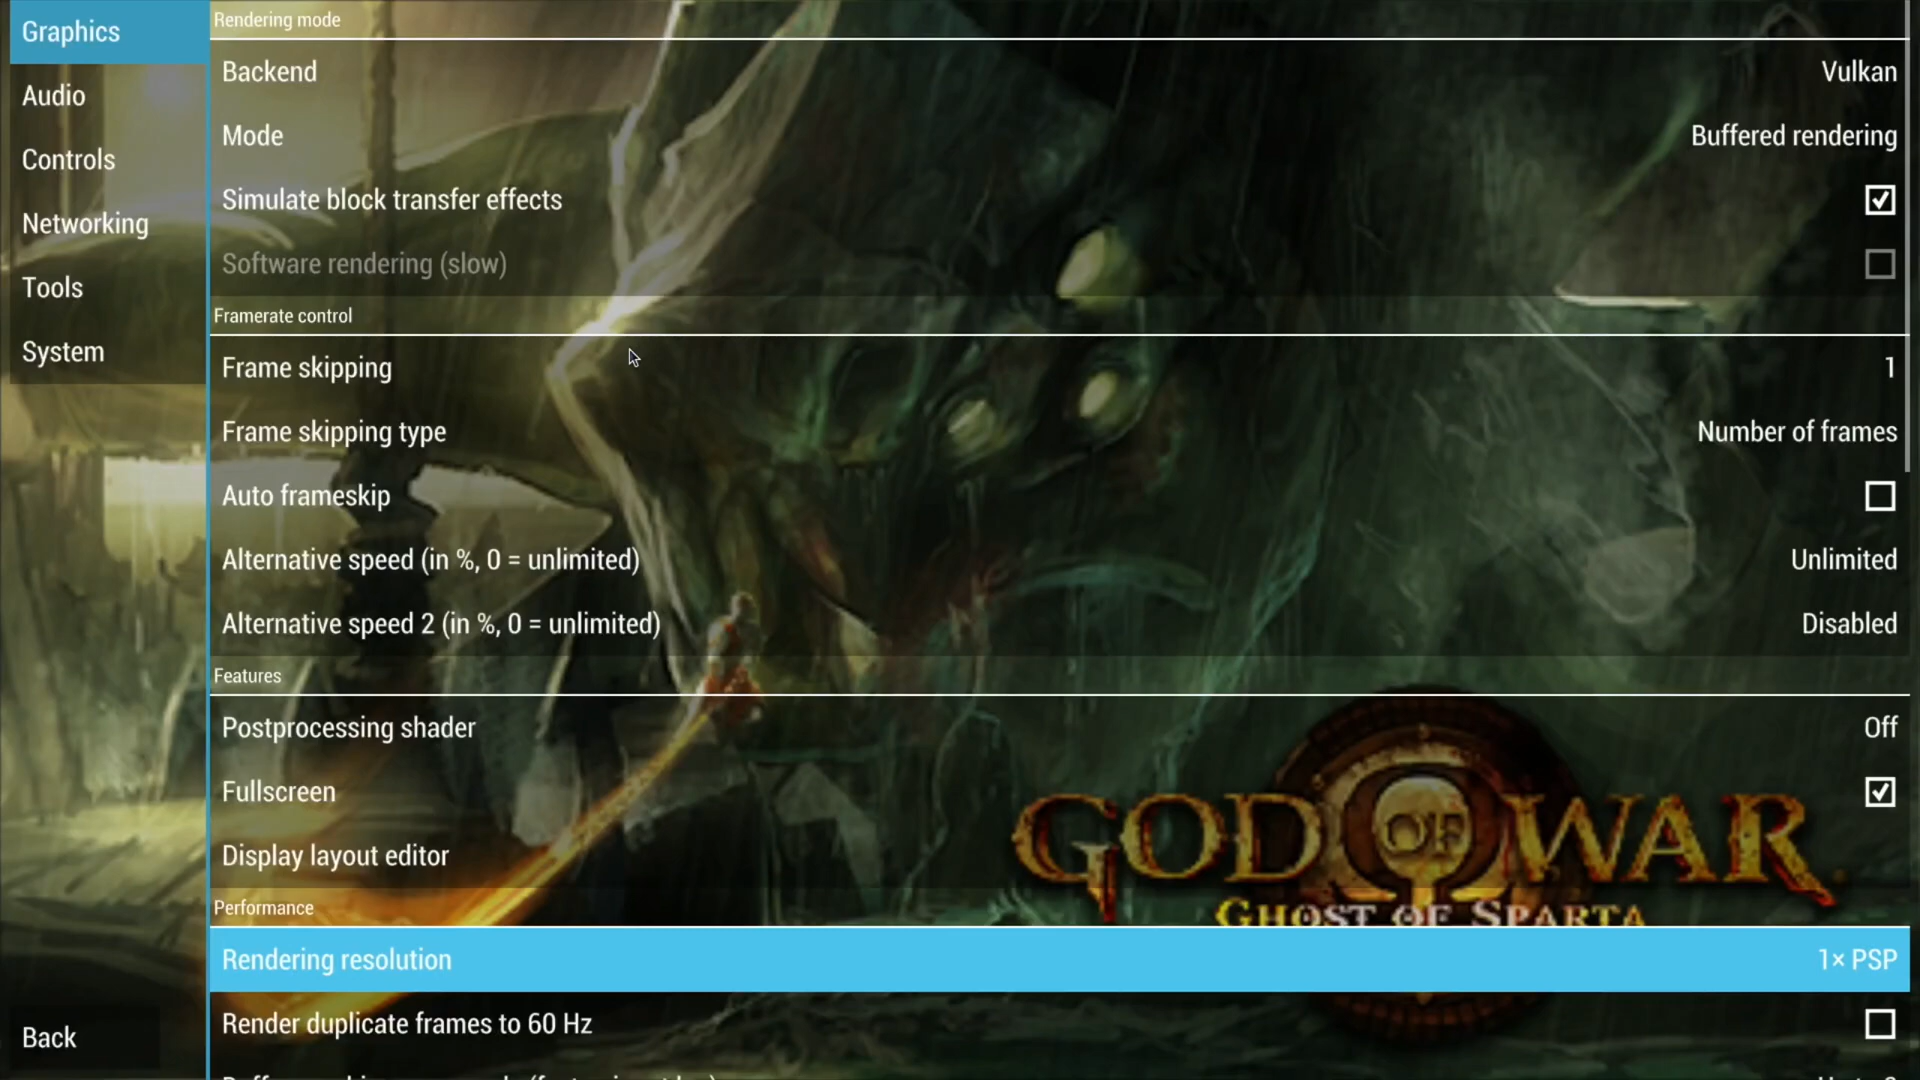 Graphics
Audio
Controls
Networking
Tools
System
Back
Rendering mode
Backend Vulkan
Mode Buffered rendering
Simulate block transfer effects
Software rendering (slow)
Framerate control
Frame skipping 1
Frame skipping type Number of frames
Auto frameskip
Alternative speed (in %, 0 = unlimited) Unlimited
Alternative speed 2 (in %, 0 = unlimited) Disabled
Features
Postprocessing shader Off
Fullscreen
Display layout editor
GOD OF WAR
GHOST OF SPARTA
Performance
Rendering resolution 1× PSP
Render duplicate frames to 60 Hz